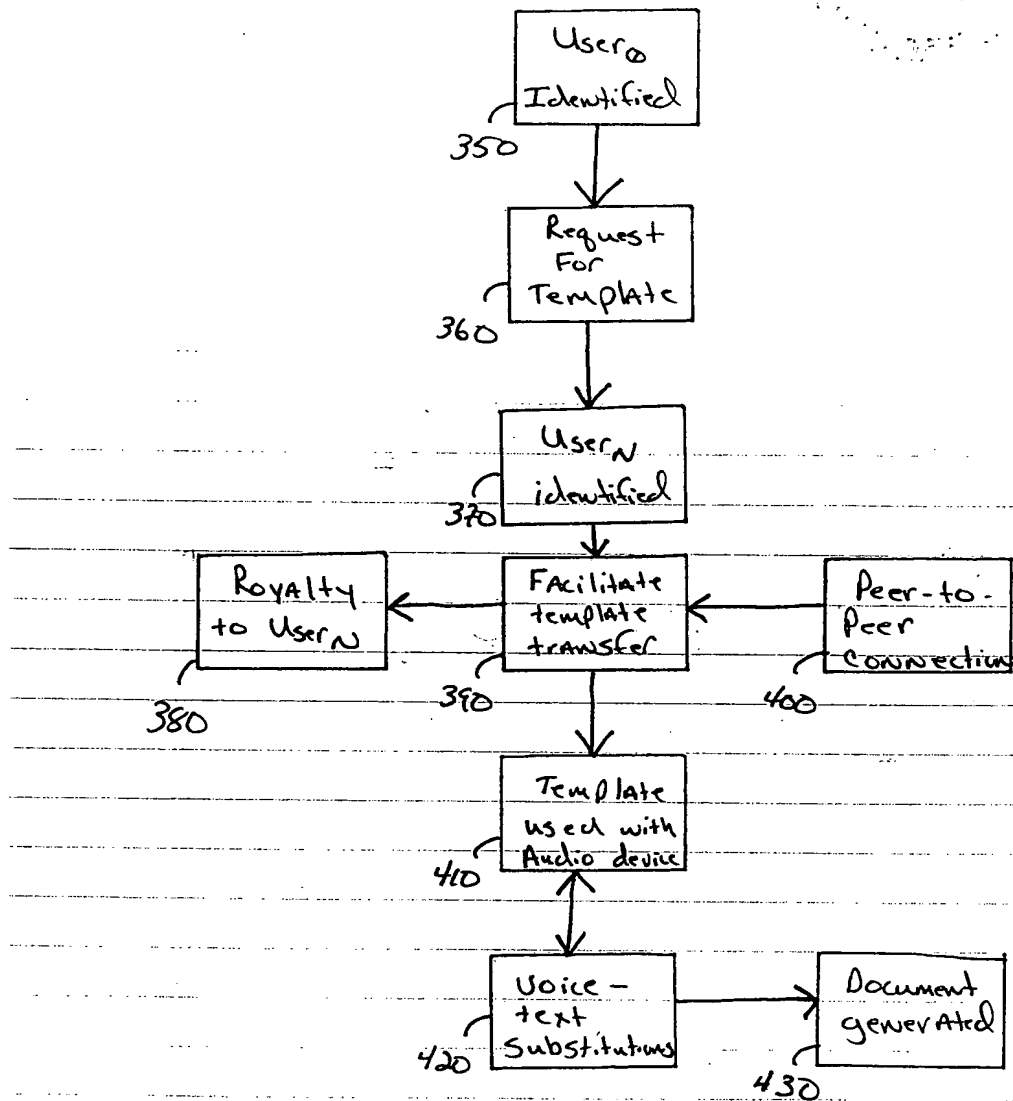 User0
Identified
350
Request
For
Template
360
UserN
identified
370
Royalty
to UserN
380
Facilitate
template
transfer
390
Peer-to-
Peer
connection
400
Template
used with
Audio device
410
Voice-
text
substitutions
420
Document
generated
430